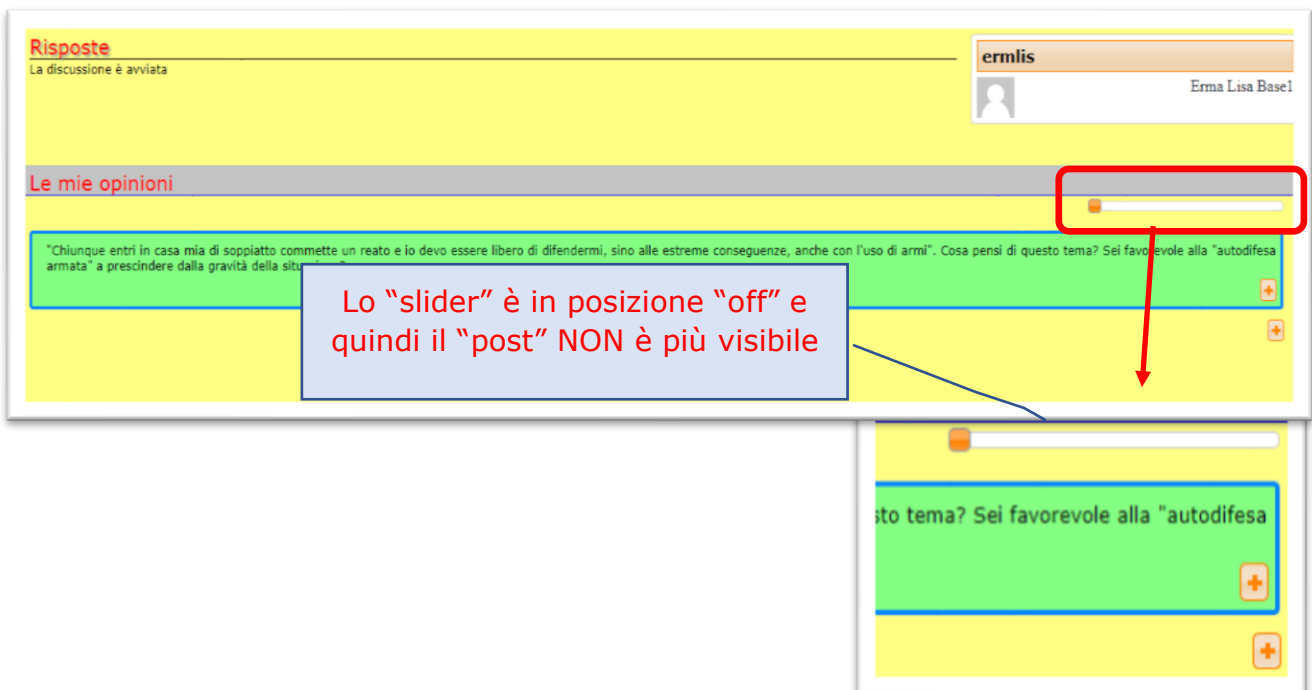 Risposte
La discussione è avviata
ermlis
Erma Lisa Base1
Le mie opinioni
"Chiunque entri in casa mia di soppiatto commette un reato e io devo essere libero di difendermi, sino alle estreme conseguenze, anche con l'uso di armi". Cosa pensi di questo tema? Sei favorevole alla "autodifesa
armata" a prescindere dalla gravità della
Lo “slider” è in posizione “off” e
quindi il “post” NON è più visibile
sto tema? Sei favorevole alla "autodifesa